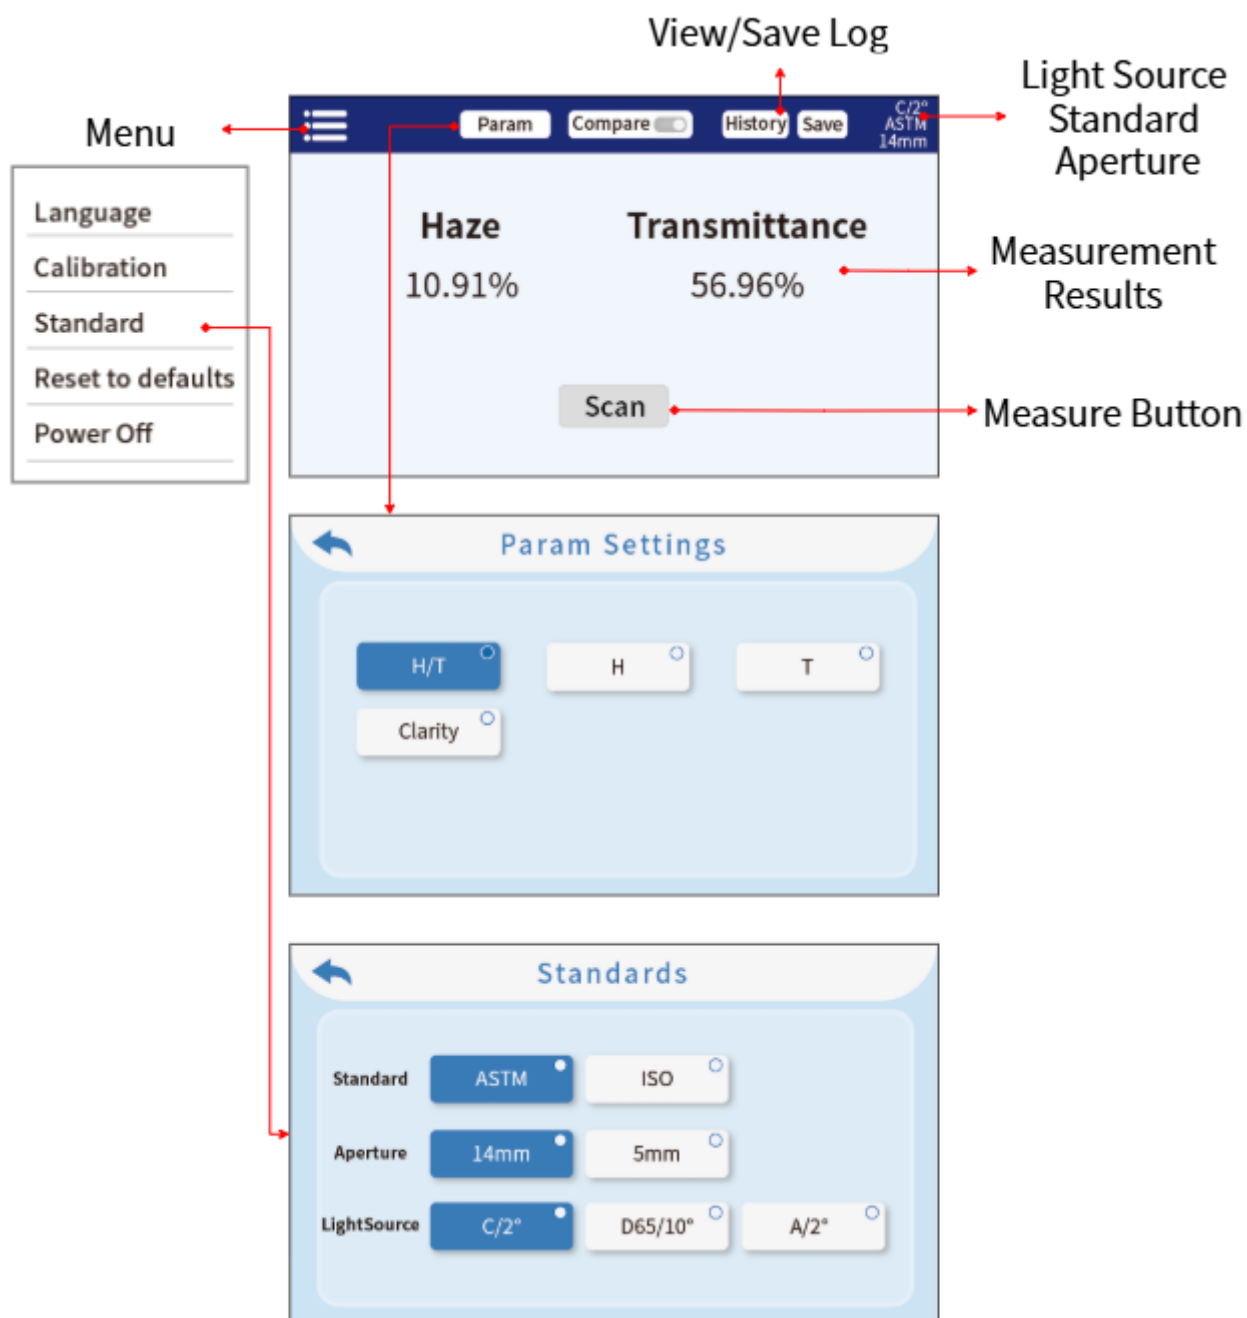 View/Save Log
Light Source
Standard
Aperture
Menu
Param
Compare
History
Save
C/2°
ASTM
14mm
Language
Calibration
Standard
Reset to defaults
Power Off
Haze
Transmittance
10.91%
56.96%
Measurement
Results
Scan
Measure Button
Param Settings
H/T
H
T
Clarity
Standards
Standard
ASTM
ISO
Aperture
14mm
5mm
LightSource
C/2°
D65/10°
A/2°